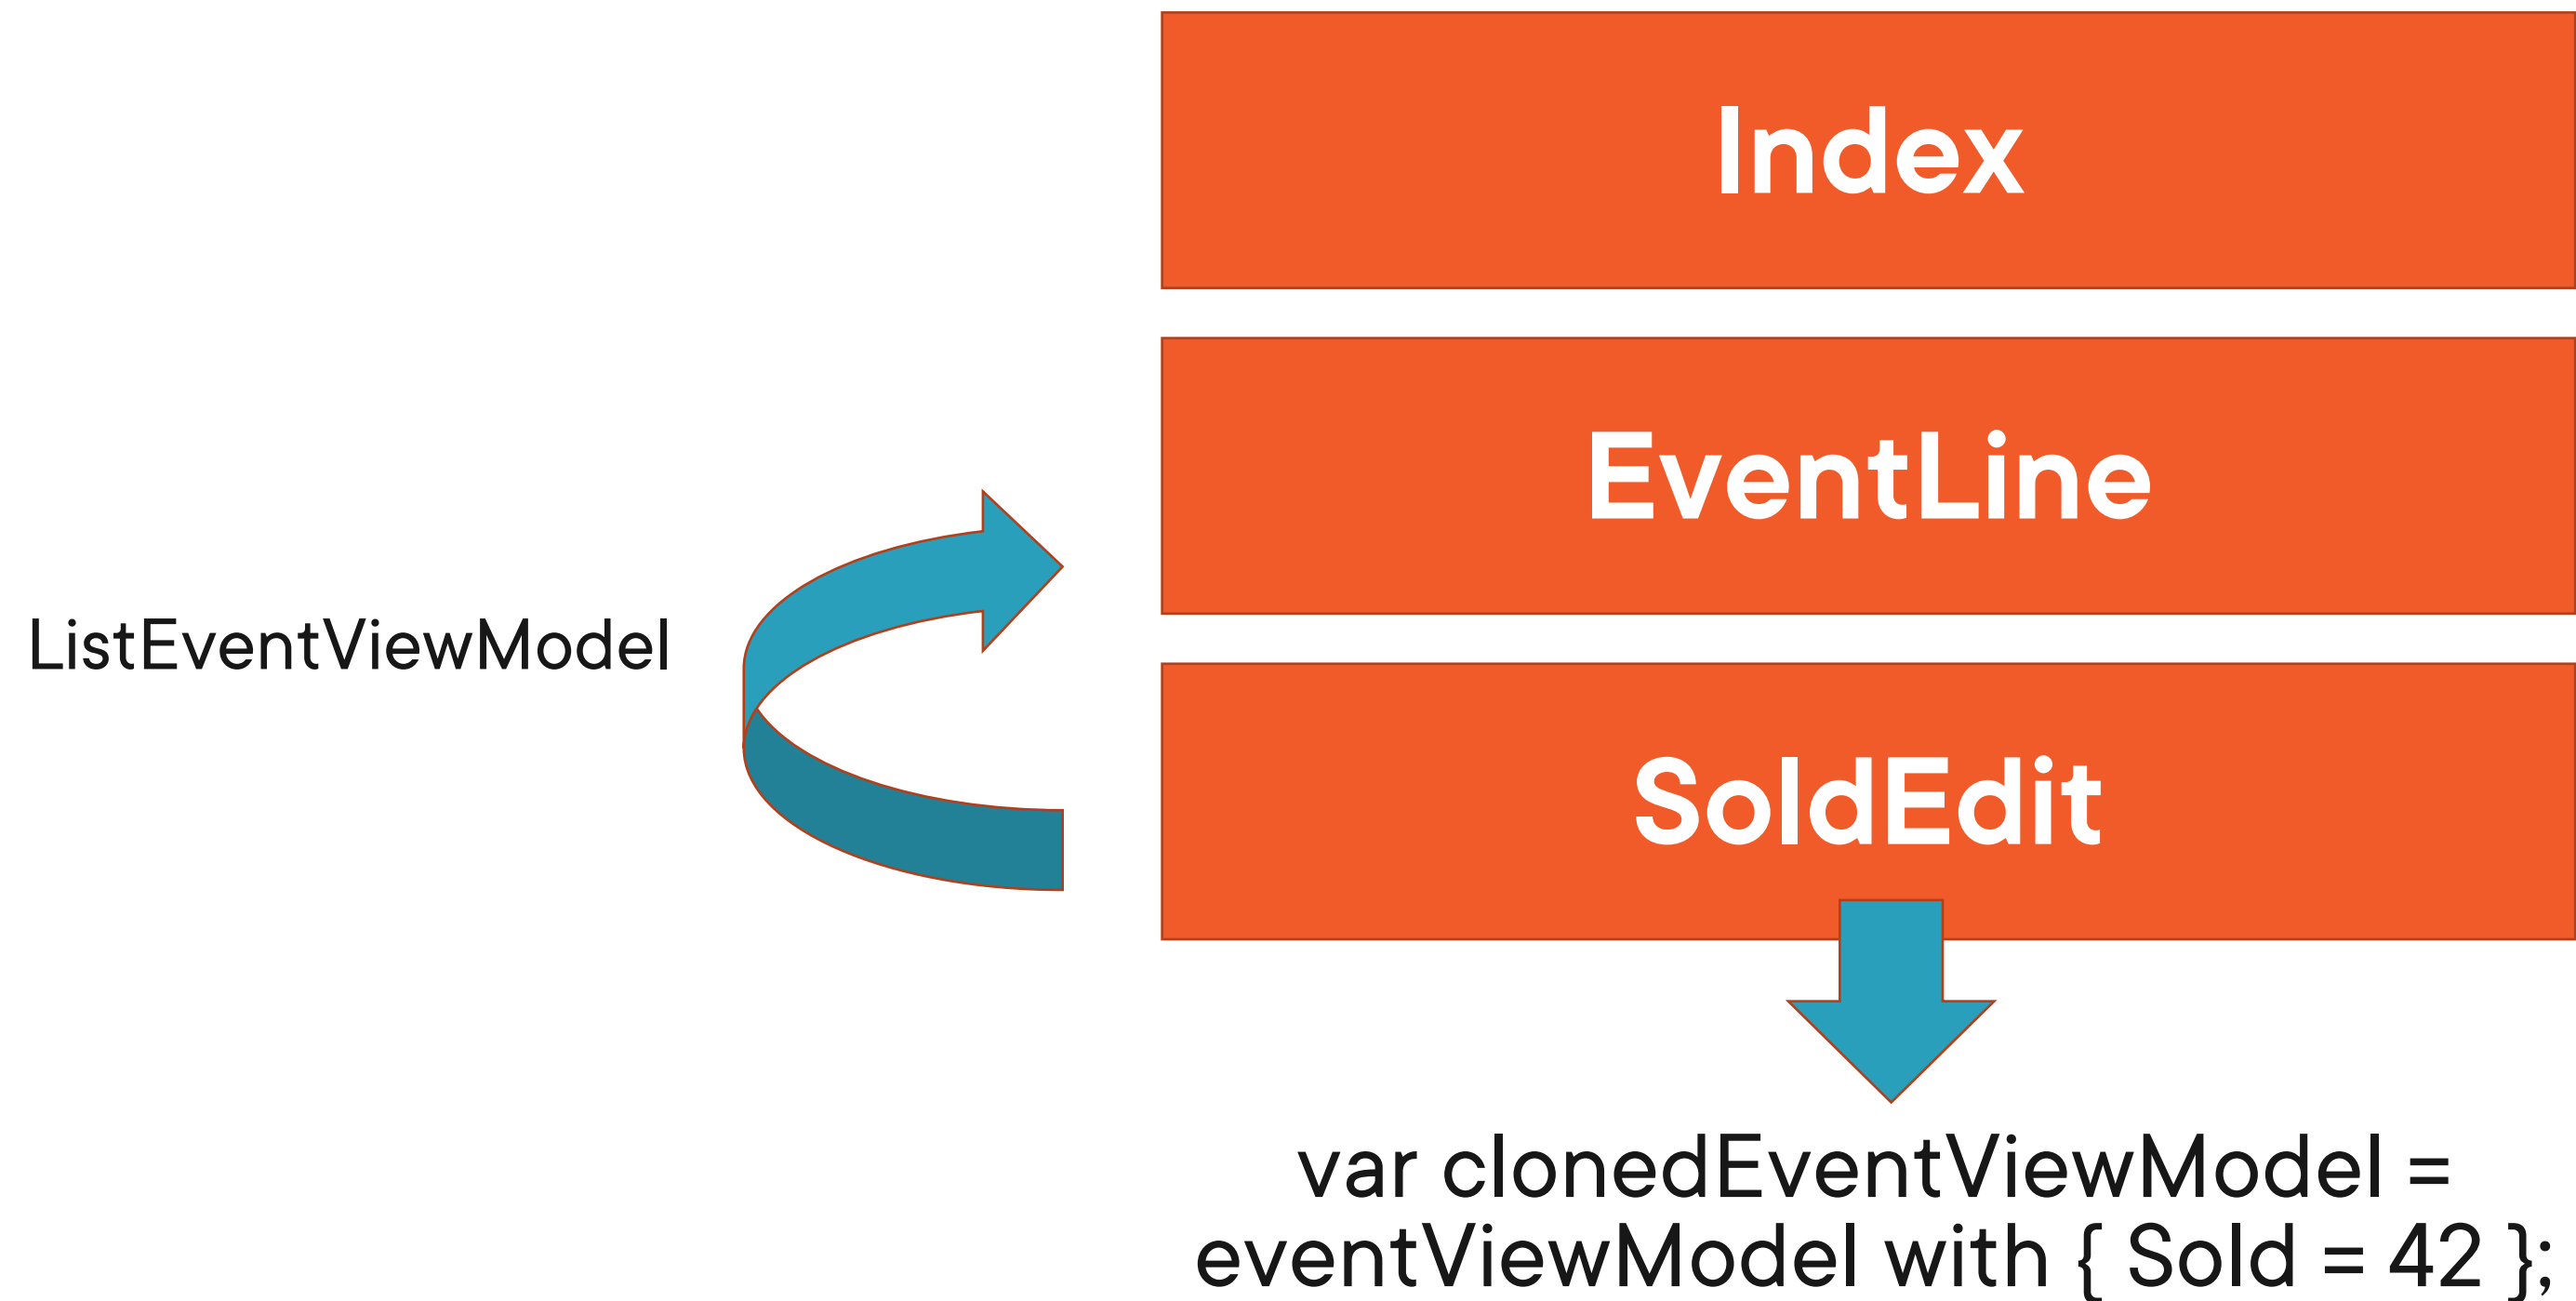 Index
EventLine
ListEventViewModel
SoldEdit
var clonedEventViewModel =
eventViewModel with { Sold = 42 };